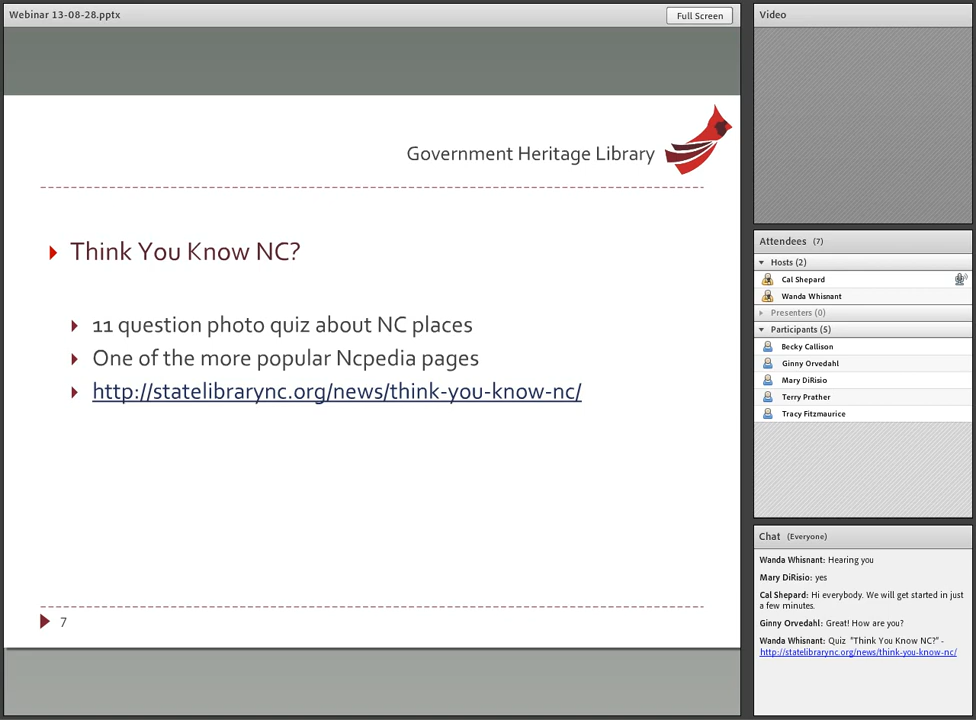 Webinar 13-08-28.pptx
Full Screen
Government Heritage Library
Think You Know NC?
11 question photo quiz about NC places
One of the more popular Ncpedia pages
http://statelibrarync.org/news/think-you-know-nc/
7
Video
Attendees (7)
Hosts (2)
Cal Shepard
Wanda Whisnant
Presenters (0)
Participants (5)
Becky Callison
Ginny Orvedahl
Mary DiRisio
Terry Prather
Tracy Fitzmaurice
Chat (Everyone)
Wanda Whisnant: Hearing you
Mary DiRisio: yes
Cal Shepard: Hi everybody. We will get started in just
a few minutes.
Ginny Orvedahl: Great! How are you?
Wanda Whisnant: Quiz "Think You Know NC?" -
http://statelibrarync.org/news/think-you-know-nc/